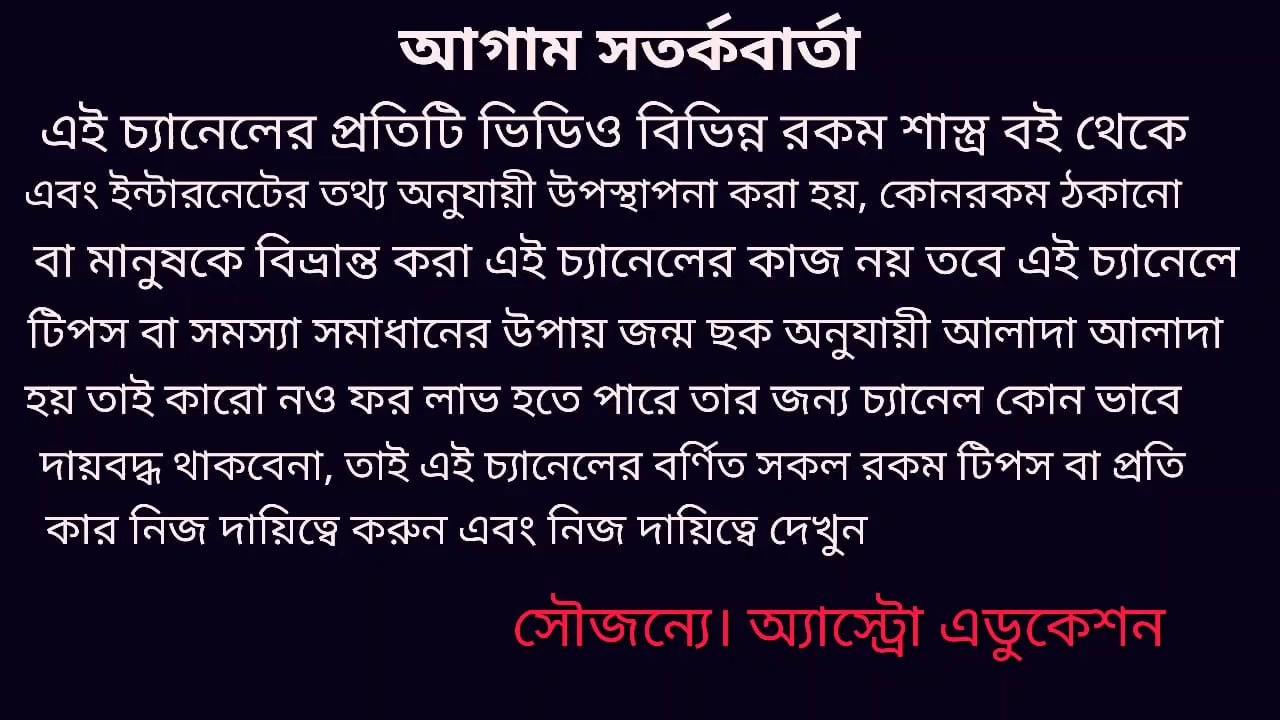 আগাম সতর্কবার্তা
এই চ্যানেলের প্রতিটি ভিডিও বিভিন্ন রকম শাস্ত্র বই থেকে
এবং ইন্টারনেটের তথ্য অনুযায়ী উপস্থাপনা করা হয়, কোনরকম ঠকানো
বা মানুষকে বিভ্রান্ত করা এই চ্যানেলের কাজ নয় তবে এই চ্যানেলে
টিপস বা সমস্যা সমাধানের উপায় জন্ম ছক অনুযায়ী আলাদা আলাদা
হয় তাই কারো নও ফর লাভ হতে পারে তার জন্য চ্যানেল কোন ভাবে
দায়বদ্ধ থাকবেনা, তাই এই চ্যানেলের বর্ণিত সকল রকম টিপস বা প্রতি
কার নিজ দায়িত্বে করুন এবং নিজ দায়িত্বে দেখুন
সৌজন্যে। অ্যাস্ট্রো এডুকেশন